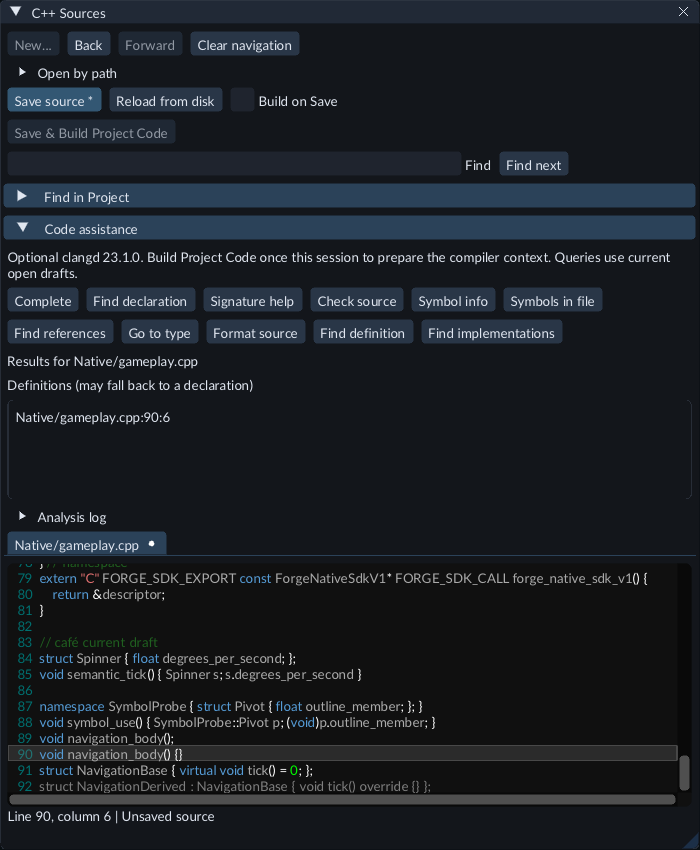 C++ Sources
New... Back Forward Clear navigation
Open by path
Save source * Reload from disk Build on Save
Save & Build Project Code
Find Find next
Find in Project
Code assistance
Optional clangd 23.1.0. Build Project Code once this session to prepare the compiler context. Queries use current
open drafts.
Complete Find declaration Signature help Check source Symbol info Symbols in file
Find references Go to type Format source Find definition Find implementations
Results for Native/gameplay.cpp
Definitions (may fall back to a declaration)
Native/gameplay.cpp:90:6
Analysis log
Native/gameplay.cpp
78 } // namespace
79 extern "C" FORGE_SDK_EXPORT const ForgeNativeSdkV1* FORGE_SDK_CALL forge_native_sdk_v1() {
80 return &descriptor;
81 }
82
83 // café current draft
84 struct Spinner { float degrees_per_second; };
85 void semantic_tick() { Spinner s; s.degrees_per_second }
86
87 namespace SymbolProbe { struct Pivot { float outline_member; }; }
88 void symbol_use() { SymbolProbe::Pivot p; (void)p.outline_member; }
89 void navigation_body();
90 void navigation_body() {}
91 struct NavigationBase { virtual void tick() = 0; };
92 struct NavigationDerived : NavigationBase { void tick() override {} };
Line 90, column 6 | Unsaved source